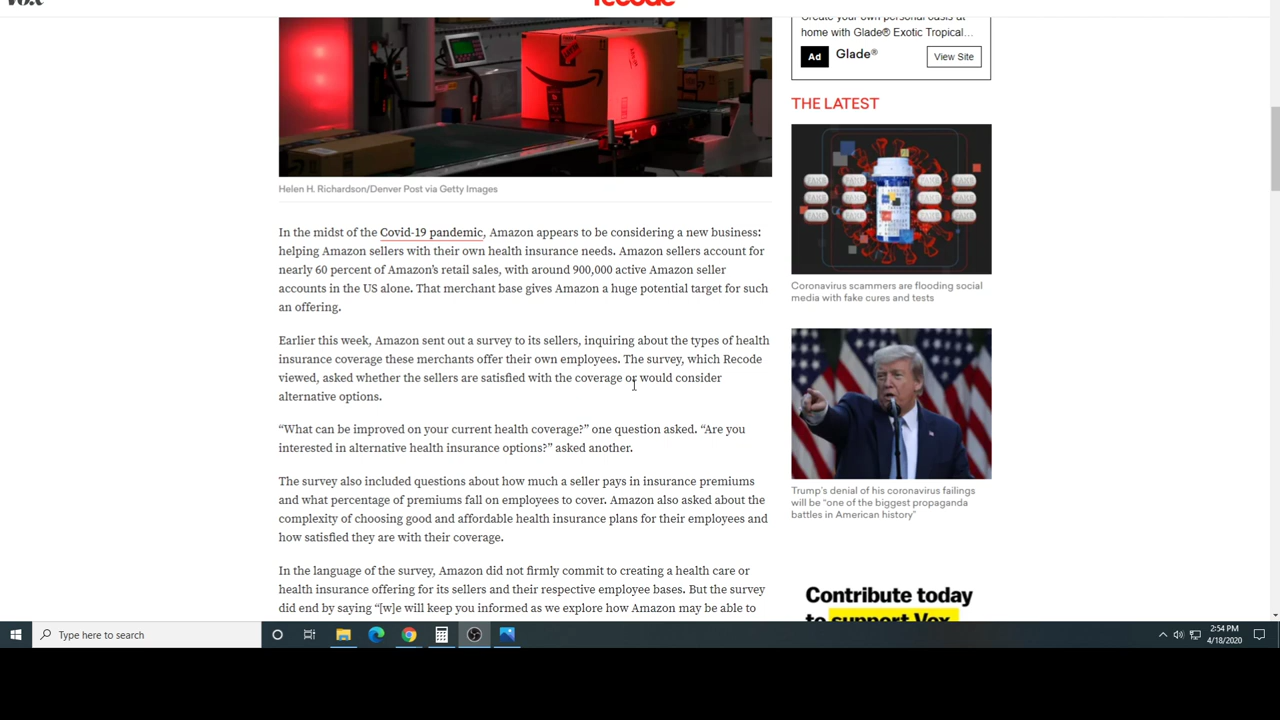 Vox
recode
Helen H. Richardson/Denver Post via Getty Images
In the midst of the Covid-19 pandemic, Amazon appears to be considering a new business:
helping Amazon sellers with their own health insurance needs. Amazon sellers account for
nearly 60 percent of Amazon’s retail sales, with around 900,000 active Amazon seller
accounts in the US alone. That merchant base gives Amazon a huge potential target for such
an offering.
Earlier this week, Amazon sent out a survey to its sellers, inquiring about the types of health
insurance coverage these merchants offer their own employees. The survey, which Recode
viewed, asked whether the sellers are satisfied with the coverage or would consider
alternative options.
“What can be improved on your current health coverage?” one question asked. “Are you
interested in alternative health insurance options?” asked another.
The survey also included questions about how much a seller pays in insurance premiums
and what percentage of premiums fall on employees to cover. Amazon also asked about the
complexity of choosing good and affordable health insurance plans for their employees and
how satisfied they are with their coverage.
In the language of the survey, Amazon did not firmly commit to creating a health care or
health insurance offering for its sellers and their respective employee bases. But the survey
did end by saying “[w]e will keep you informed as we explore how Amazon may be able to
Create your own personal oasis at
home with Glade® Exotic Tropical...
Ad
Glade®
View Site
THE LATEST
Coronavirus scammers are flooding social
media with fake cures and tests
Trump’s denial of his coronavirus failings
will be “one of the biggest propaganda
battles in American history”
Contribute today
to support Vox
Type here to search
2:54 PM
4/18/2020